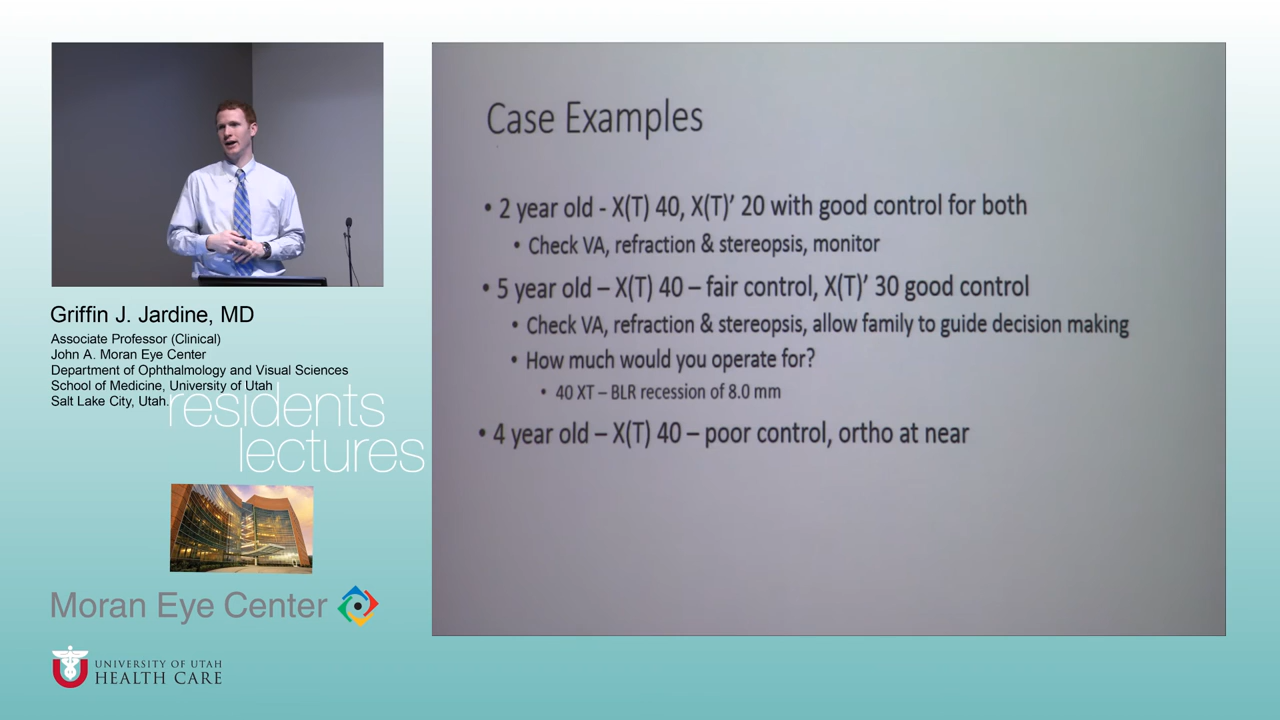 Griffin J. Jardine, MD
Associate Professor (Clinical)
John A. Moran Eye Center
Department of Ophthalmology and Visual Sciences
School of Medicine, University of Utah
Salt Lake City, Utah.
residents
lectures
Moran Eye Center
UNIVERSITY OF UTAH
HEALTH CARE
Case Examples
• 2 year old - X(T) 40, X(T)’ 20 with good control for both
• Check VA, refraction & stereopsis, monitor
• 5 year old – X(T) 40 – fair control, X(T)’ 30 good control
• Check VA, refraction & stereopsis, allow family to guide decision making
• How much would you operate for?
• 40 XT – BLR recession of 8.0 mm
• 4 year old – X(T) 40 – poor control, ortho at near